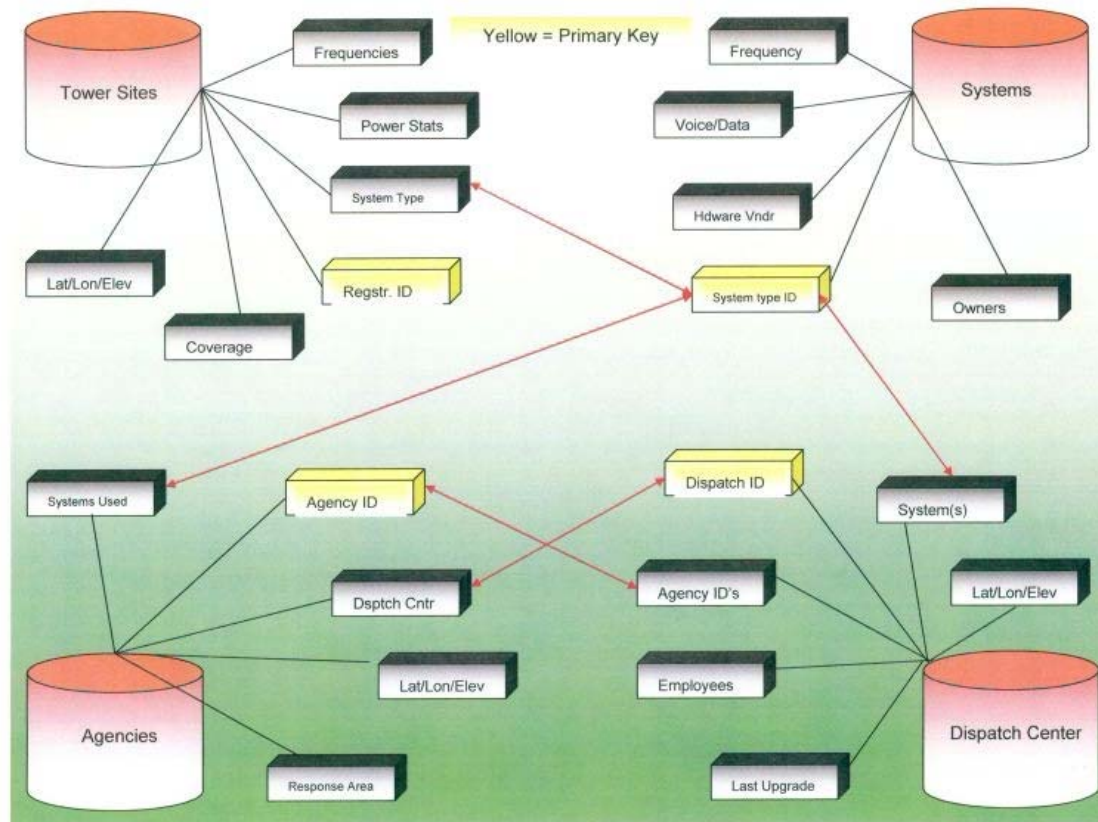 Yellow = Primary Key
Tower Sites
Frequencies
Power Stats
System Type
Regstr. ID
Coverage
Lat/Lon/Elev
Systems
Frequency
Voice/Data
Hdware Vndr
System type ID
Owners
Systems Used
Agency ID
Dsptch Cntr
Lat/Lon/Elev
Response Area
Agencies
Dispatch ID
System(s)
Agency ID's
Lat/Lon/Elev
Employees
Last Upgrade
Dispatch Center